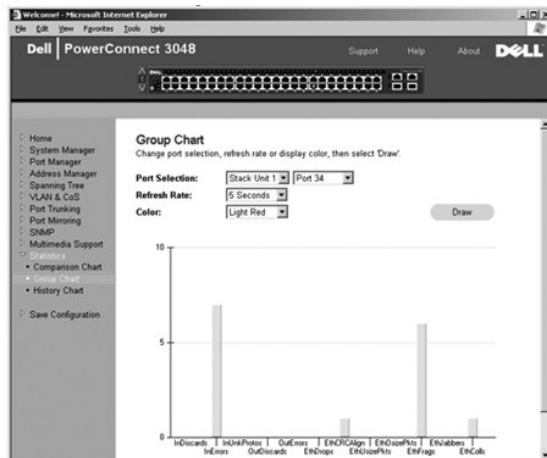 Welcome! - Microsoft Internet Explorer
File Edit View Favorites Tools Help
Dell PowerConnect 3048
Support Help About DELL
Home
System Manager
Port Manager
Address Manager
Spanning Tree
VLAN & CoS
Port Trunking
Port Mirroring
SNMP
Multimedia Support
Statistics
Comparison Chart
Group Chart
History Chart
Save Configuration
Group Chart
Change port selection, refresh rate or display color, then select 'Draw'.
Port Selection: Stack Unit 1 Port 34
Refresh Rate: 5 Seconds
Color: Light Red
Draw
10
5
0
InDiscards InUnkProtos OutErrors EthCRCAlign EthOsizePkts EthJabbers
InErrors OutDiscards EthDrops EthUsizePkts EthFrags EthColls